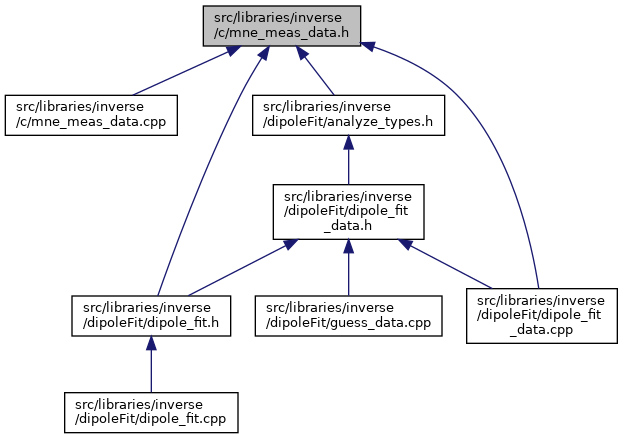 src/libraries/inverse
/c/mne_meas_data.h
src/libraries/inverse
/c/mne_meas_data.cpp
src/libraries/inverse
/dipoleFit/analyze_types.h
src/libraries/inverse
/dipoleFit/dipole_fit
_data.h
src/libraries/inverse
/dipoleFit/dipole_fit.h
src/libraries/inverse
/dipoleFit/guess_data.cpp
src/libraries/inverse
/dipoleFit/dipole_fit
_data.cpp
src/libraries/inverse
/dipoleFit/dipole_fit.cpp